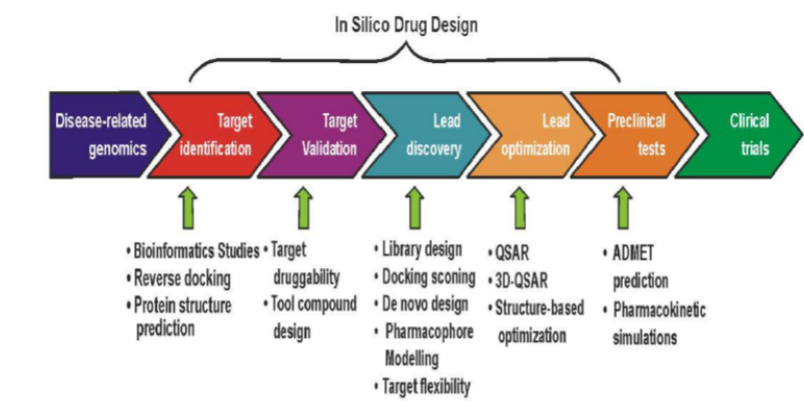 In Silico Drug Design
Disease-related
genomics
Target
identification
Target
Validation
Lead
discovery
Lead
optimization
Preclinical
tests
Clirical
trials
• Bioinformatics Studies
• Reverse docking
• Protein structure
prediction
• Target
druggability
• Tool compound
design
• Library design
• Docking sconing
• De novo design
• Pharmacophore
Modelling
• Target flexibility
• QSAR
• 3D-QSAR
• Structure-based
optimization
• ADMET
prediction
• Pharmacokinetic
simulations